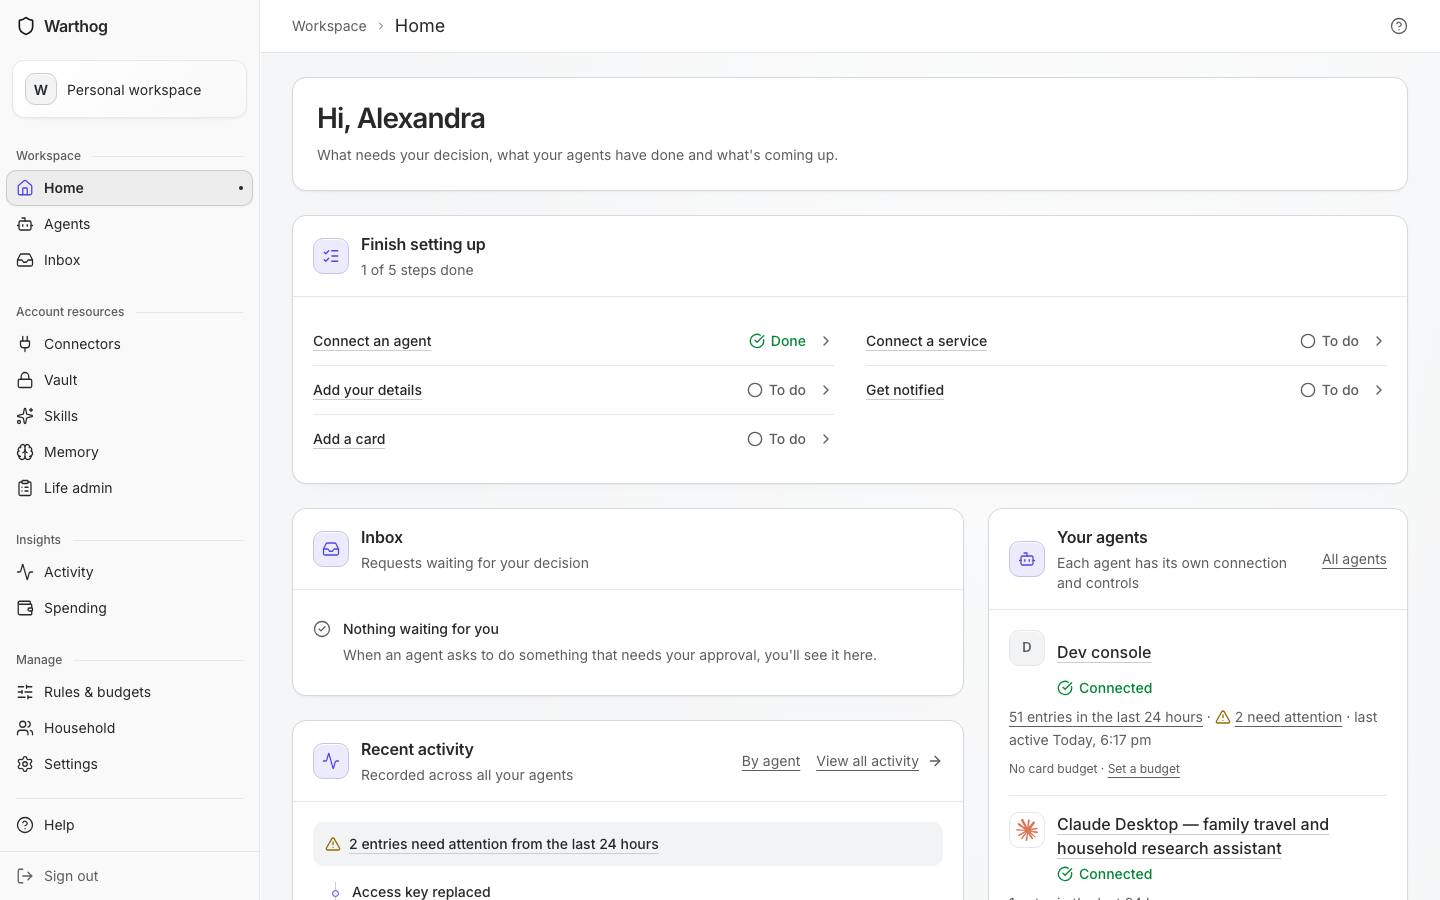 Warthog
W
Personal workspace
Workspace
Home
Agents
Inbox
Account resources
Connectors
Vault
Skills
Memory
Life admin
Insights
Activity
Spending
Manage
Rules & budgets
Household
Settings
Help
Sign out
Workspace
Home
Hi, Alexandra
What needs your decision, what your agents have done and what's coming up.
Finish setting up
1 of 5 steps done
Connect an agent
Done
Connect a service
To do
Add your details
To do
Get notified
To do
Add a card
To do
Inbox
Requests waiting for your decision
Nothing waiting for you
When an agent asks to do something that needs your approval, you'll see it here.
Recent activity
Recorded across all your agents
By agent
View all activity
2 entries need attention from the last 24 hours
Access key replaced
Your agents
Each agent has its own connection
and controls
All agents
D
Dev console
Connected
51 entries in the last 24 hours · 2 need attention · last
active Today, 6:17 pm
No card budget · Set a budget
Claude Desktop — family travel and
household research assistant
Connected